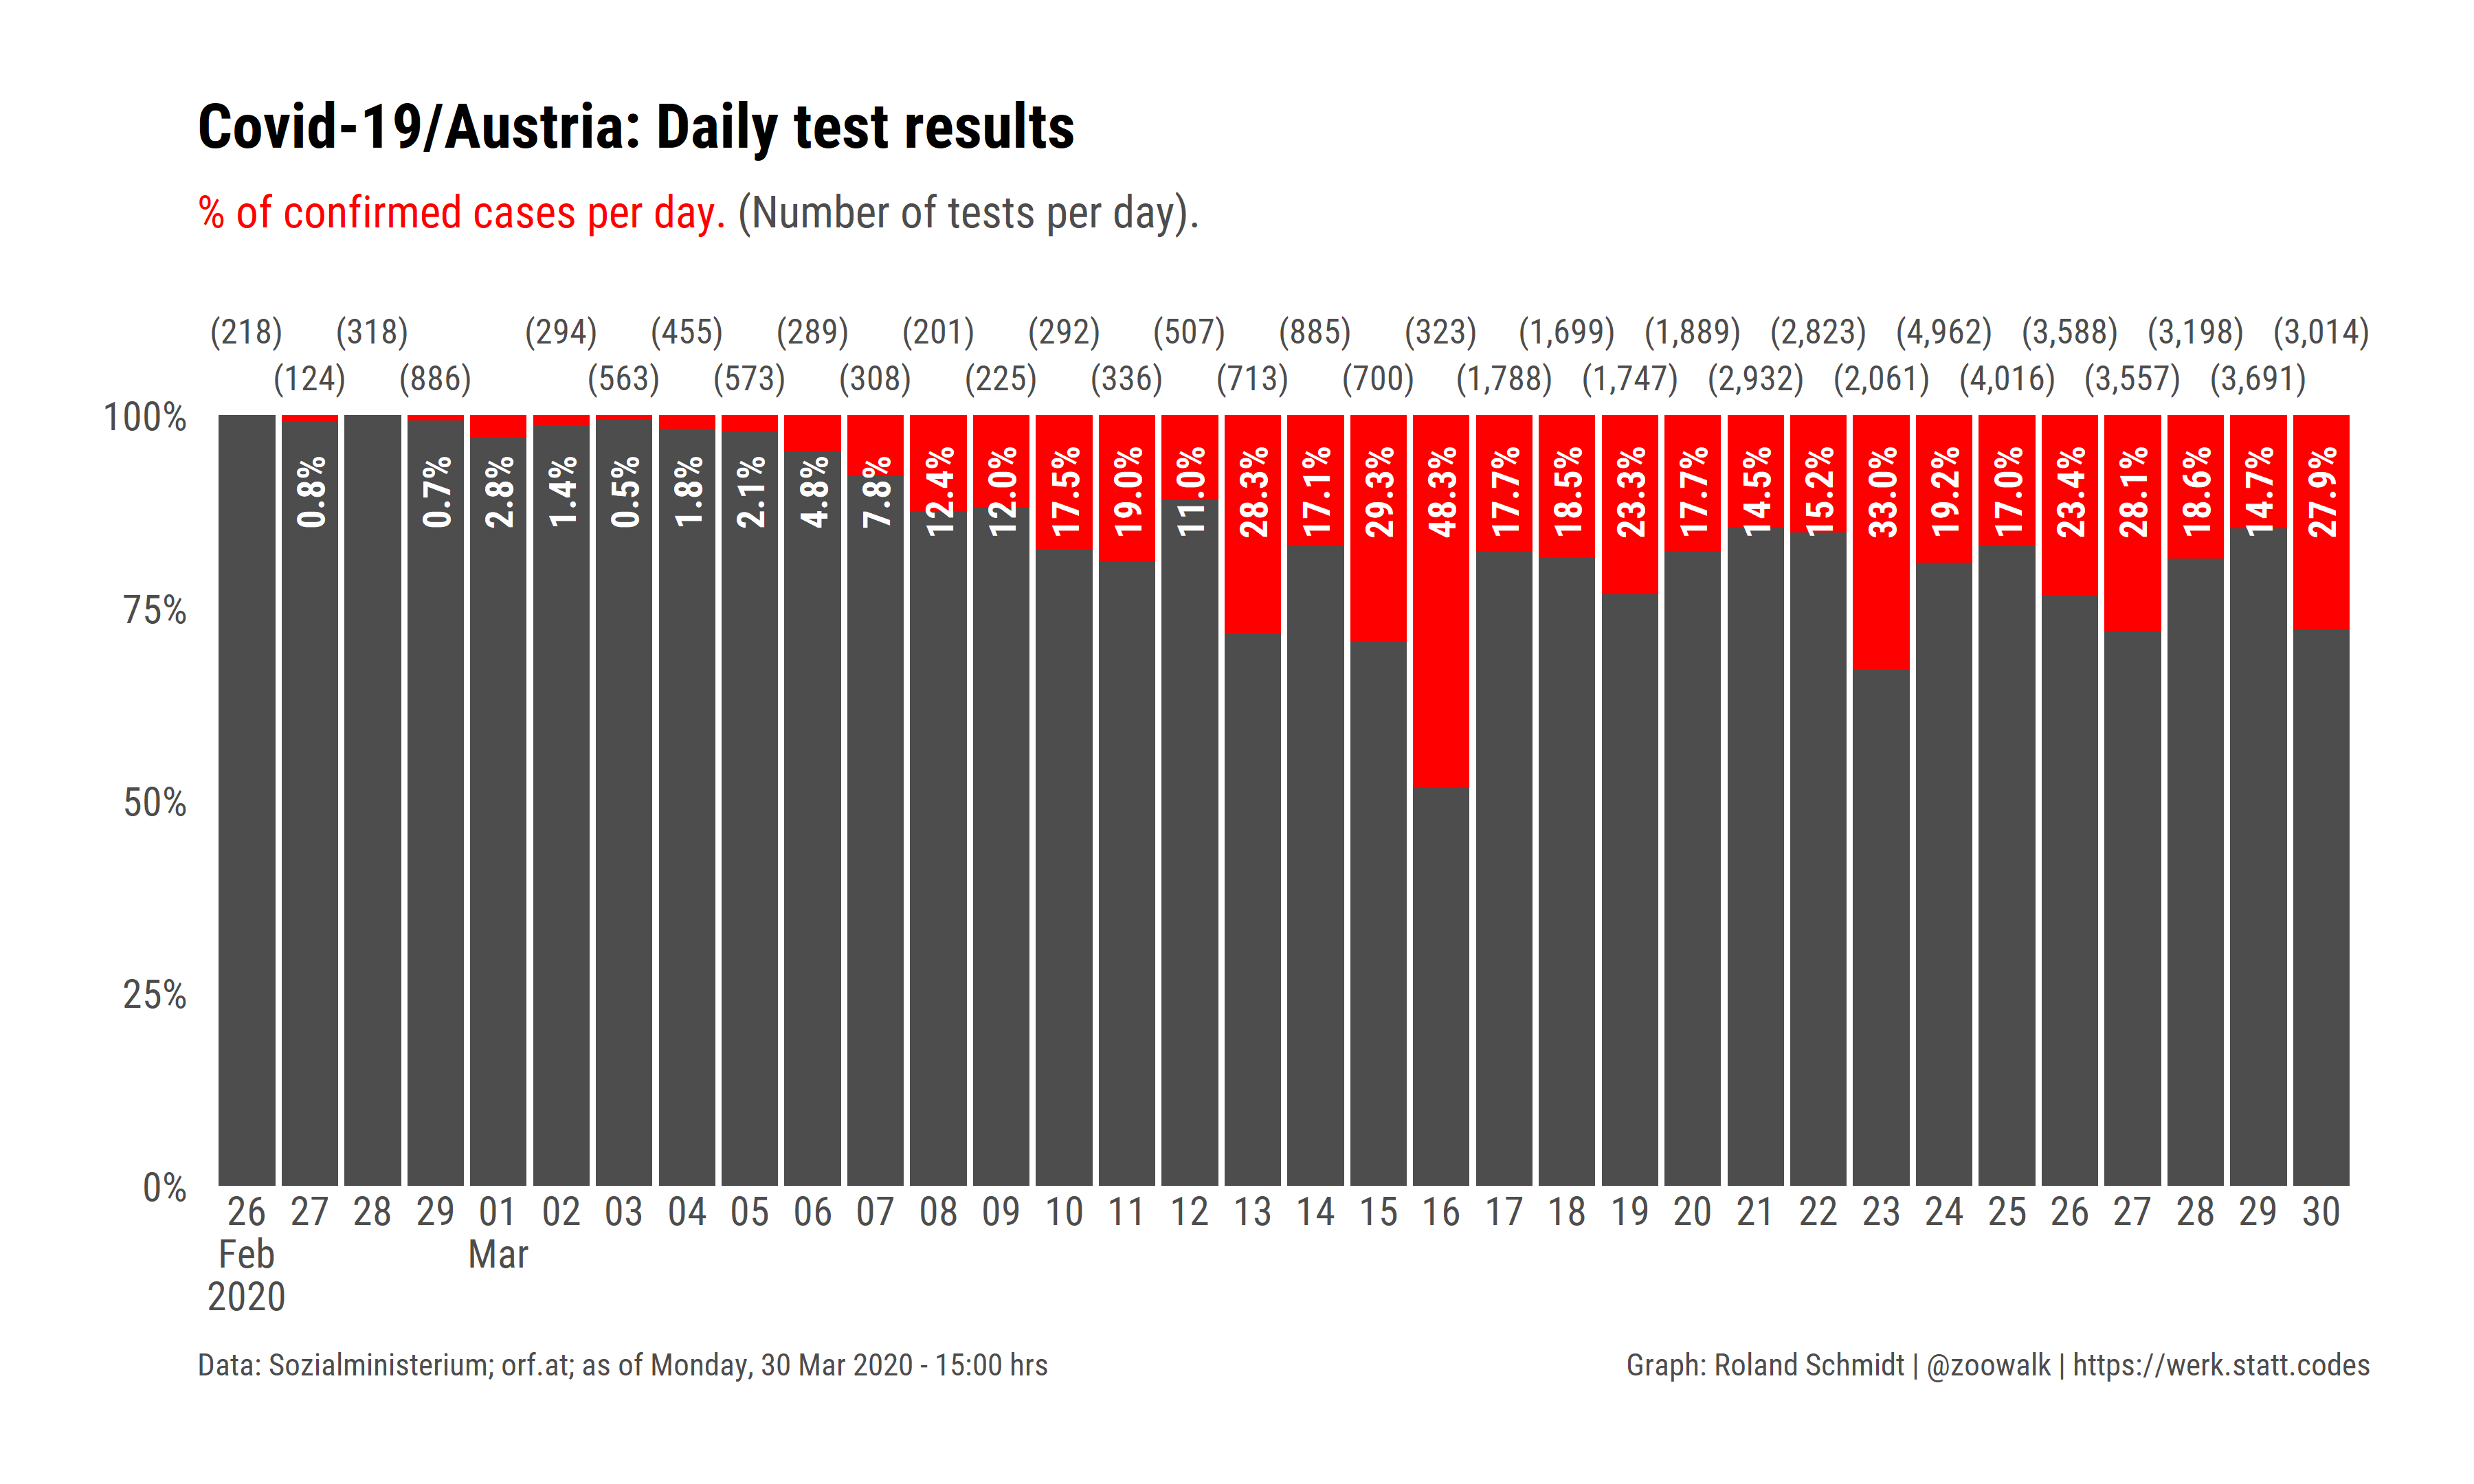 Covid-19/Austria: Daily test results
% of confirmed cases per day. (Number of tests per day).
(218) (318) (294) (455) (289) (201) (292) (507) (885) (323) (1,699) (1,889) (2,823) (4,962) (3,588) (3,198) (3,014)
(124) (886) (563) (573) (308) (225) (336) (713) (700) (1,788) (1,747) (2,932) (2,061) (4,016) (3,557) (3,691)
100%
0.8% 0.7% 2.8% 1.4% 0.5% 1.8% 2.1% 4.8% 7.8% 12.4% 12.0% 17.5% 19.0% 11.0% 28.3% 17.1% 29.3% 48.3% 17.7% 18.5% 23.3% 17.7% 14.5% 15.2% 33.0% 19.2% 17.0% 23.4% 28.1% 18.6% 14.7% 27.9%
75%
50%
25%
0%
26 27 28 29 01 02 03 04 05 06 07 08 09 10 11 12 13 14 15 16 17 18 19 20 21 22 23 24 25 26 27 28 29 30
Feb Mar
2020
Data: Sozialministerium; orf.at; as of Monday, 30 Mar 2020 - 15:00 hrs
Graph: Roland Schmidt | @zoowalk | https://werk.statt.codes